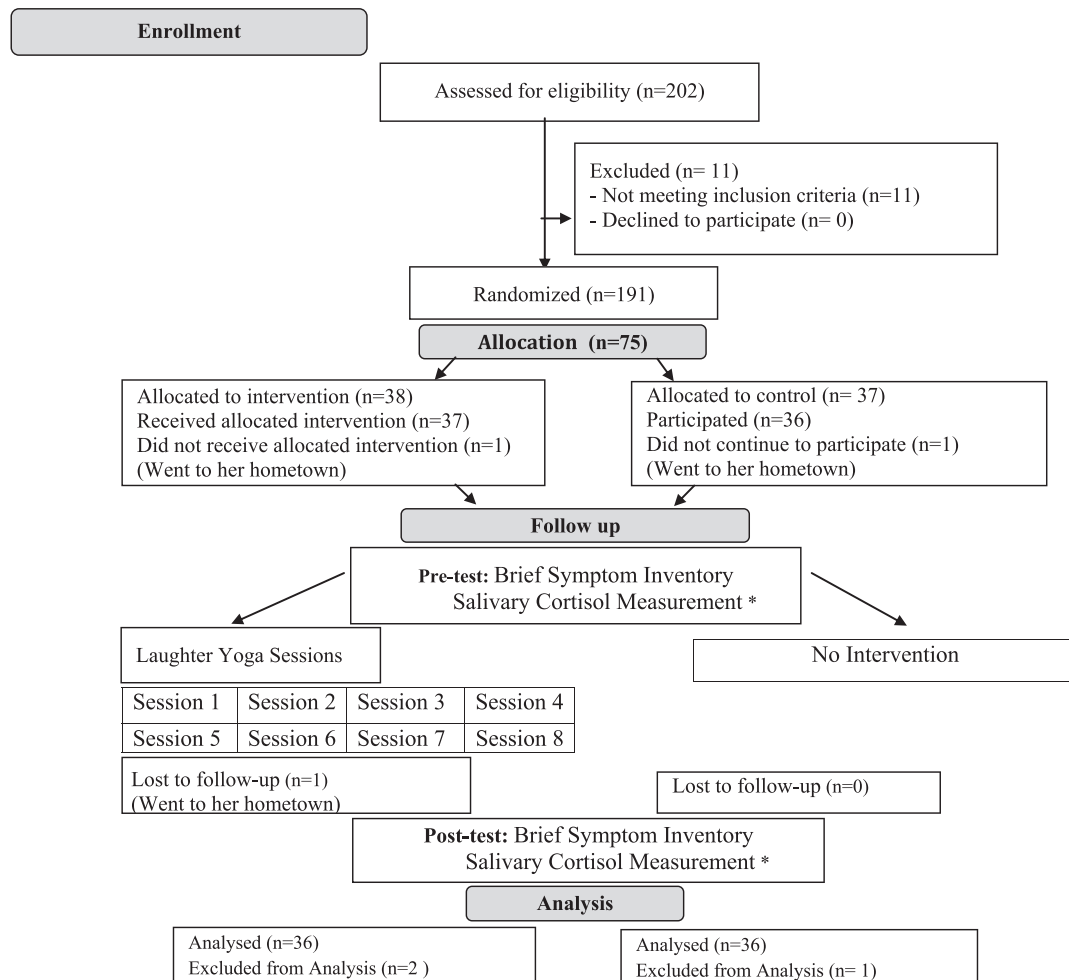 Enrollment
Assessed for eligibility (n=202)
Excluded (n= 11)
- Not meeting inclusion criteria (n=11)
- Declined to participate (n= 0)
Randomized (n=191)
Allocation (n=75)
Allocated to intervention (n=38)
Received allocated intervention (n=37)
Did not receive allocated intervention (n=1)
(Went to her hometown)
Allocated to control (n= 37)
Participated (n=36)
Did not continue to participate (n=1)
(Went to her hometown)
Follow up
Pre-test: Brief Symptom Inventory
Salivary Cortisol Measurement *
Laughter Yoga Sessions
No Intervention
Session 1 Session 2 Session 3 Session 4
Session 5 Session 6 Session 7 Session 8
Lost to follow-up (n=1)
(Went to her hometown)
Lost to follow-up (n=0)
Post-test: Brief Symptom Inventory
Salivary Cortisol Measurement *
Analysis
Analysed (n=36)
Excluded from Analysis (n=2 )
Analysed (n=36)
Excluded from Analysis (n= 1)